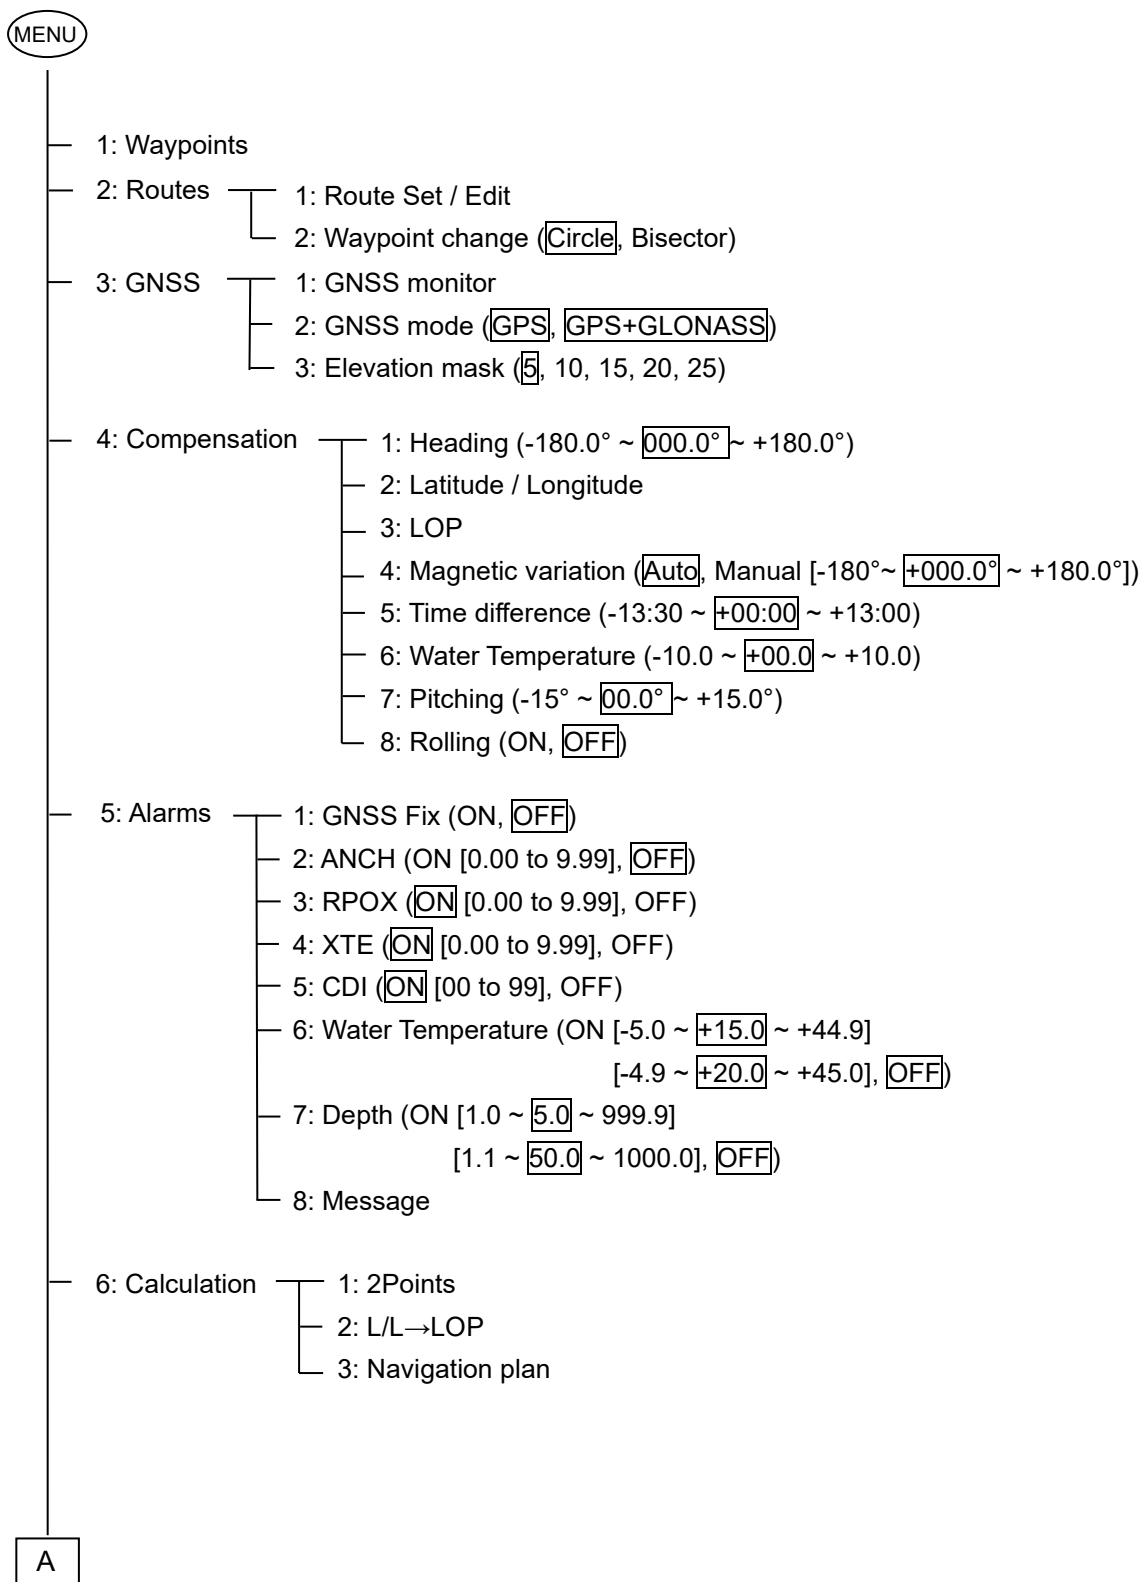 MENU
1: Waypoints
2: Routes
1: Route Set / Edit
2: Waypoint change (Circle, Bisector)
3: GNSS
1: GNSS monitor
2: GNSS mode (GPS, GPS+GLONASS)
3: Elevation mask (5, 10, 15, 20, 25)
4: Compensation
1: Heading (-180.0° ~ 000.0° ~ +180.0°)
2: Latitude / Longitude
3: LOP
4: Magnetic variation (Auto, Manual [-180°~ +000.0° ~ +180.0°])
5: Time difference (-13:30 ~ +00:00 ~ +13:00)
6: Water Temperature (-10.0 ~ +00.0 ~ +10.0)
7: Pitching (-15° ~ 00.0° ~ +15.0°)
8: Rolling (ON, OFF)
5: Alarms
1: GNSS Fix (ON, OFF)
2: ANCH (ON [0.00 to 9.99], OFF)
3: RPOX (ON [0.00 to 9.99], OFF)
4: XTE (ON [0.00 to 9.99], OFF)
5: CDI (ON [00 to 99], OFF)
6: Water Temperature (ON [-5.0 ~ +15.0 ~ +44.9]
[-4.9 ~ +20.0 ~ +45.0], OFF)
7: Depth (ON [1.0 ~ 5.0 ~ 999.9]
[1.1 ~ 50.0 ~ 1000.0], OFF)
8: Message
6: Calculation
1: 2Points
2: L/L→LOP
3: Navigation plan
A